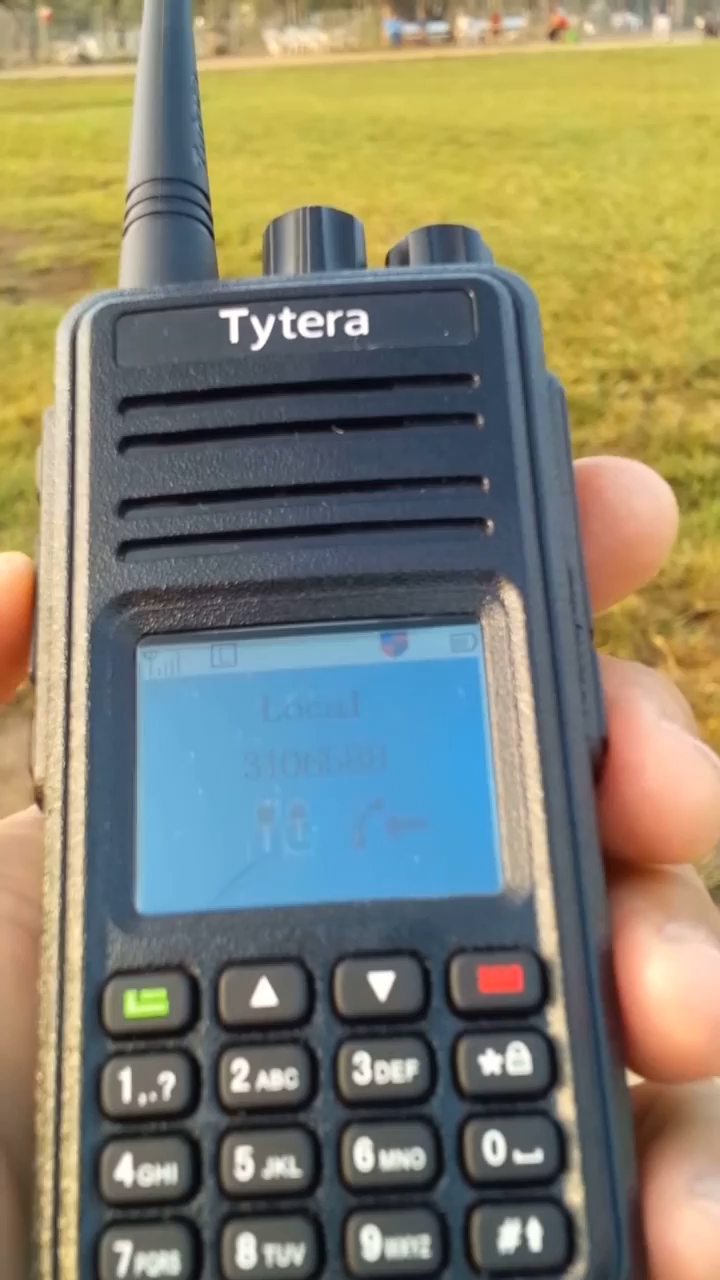 Tytera
L
Local
1,.? 2ABC 3DEF *
4GHI 5JKL 6MNO 0
7PQRS 8TUV 9WXYZ #